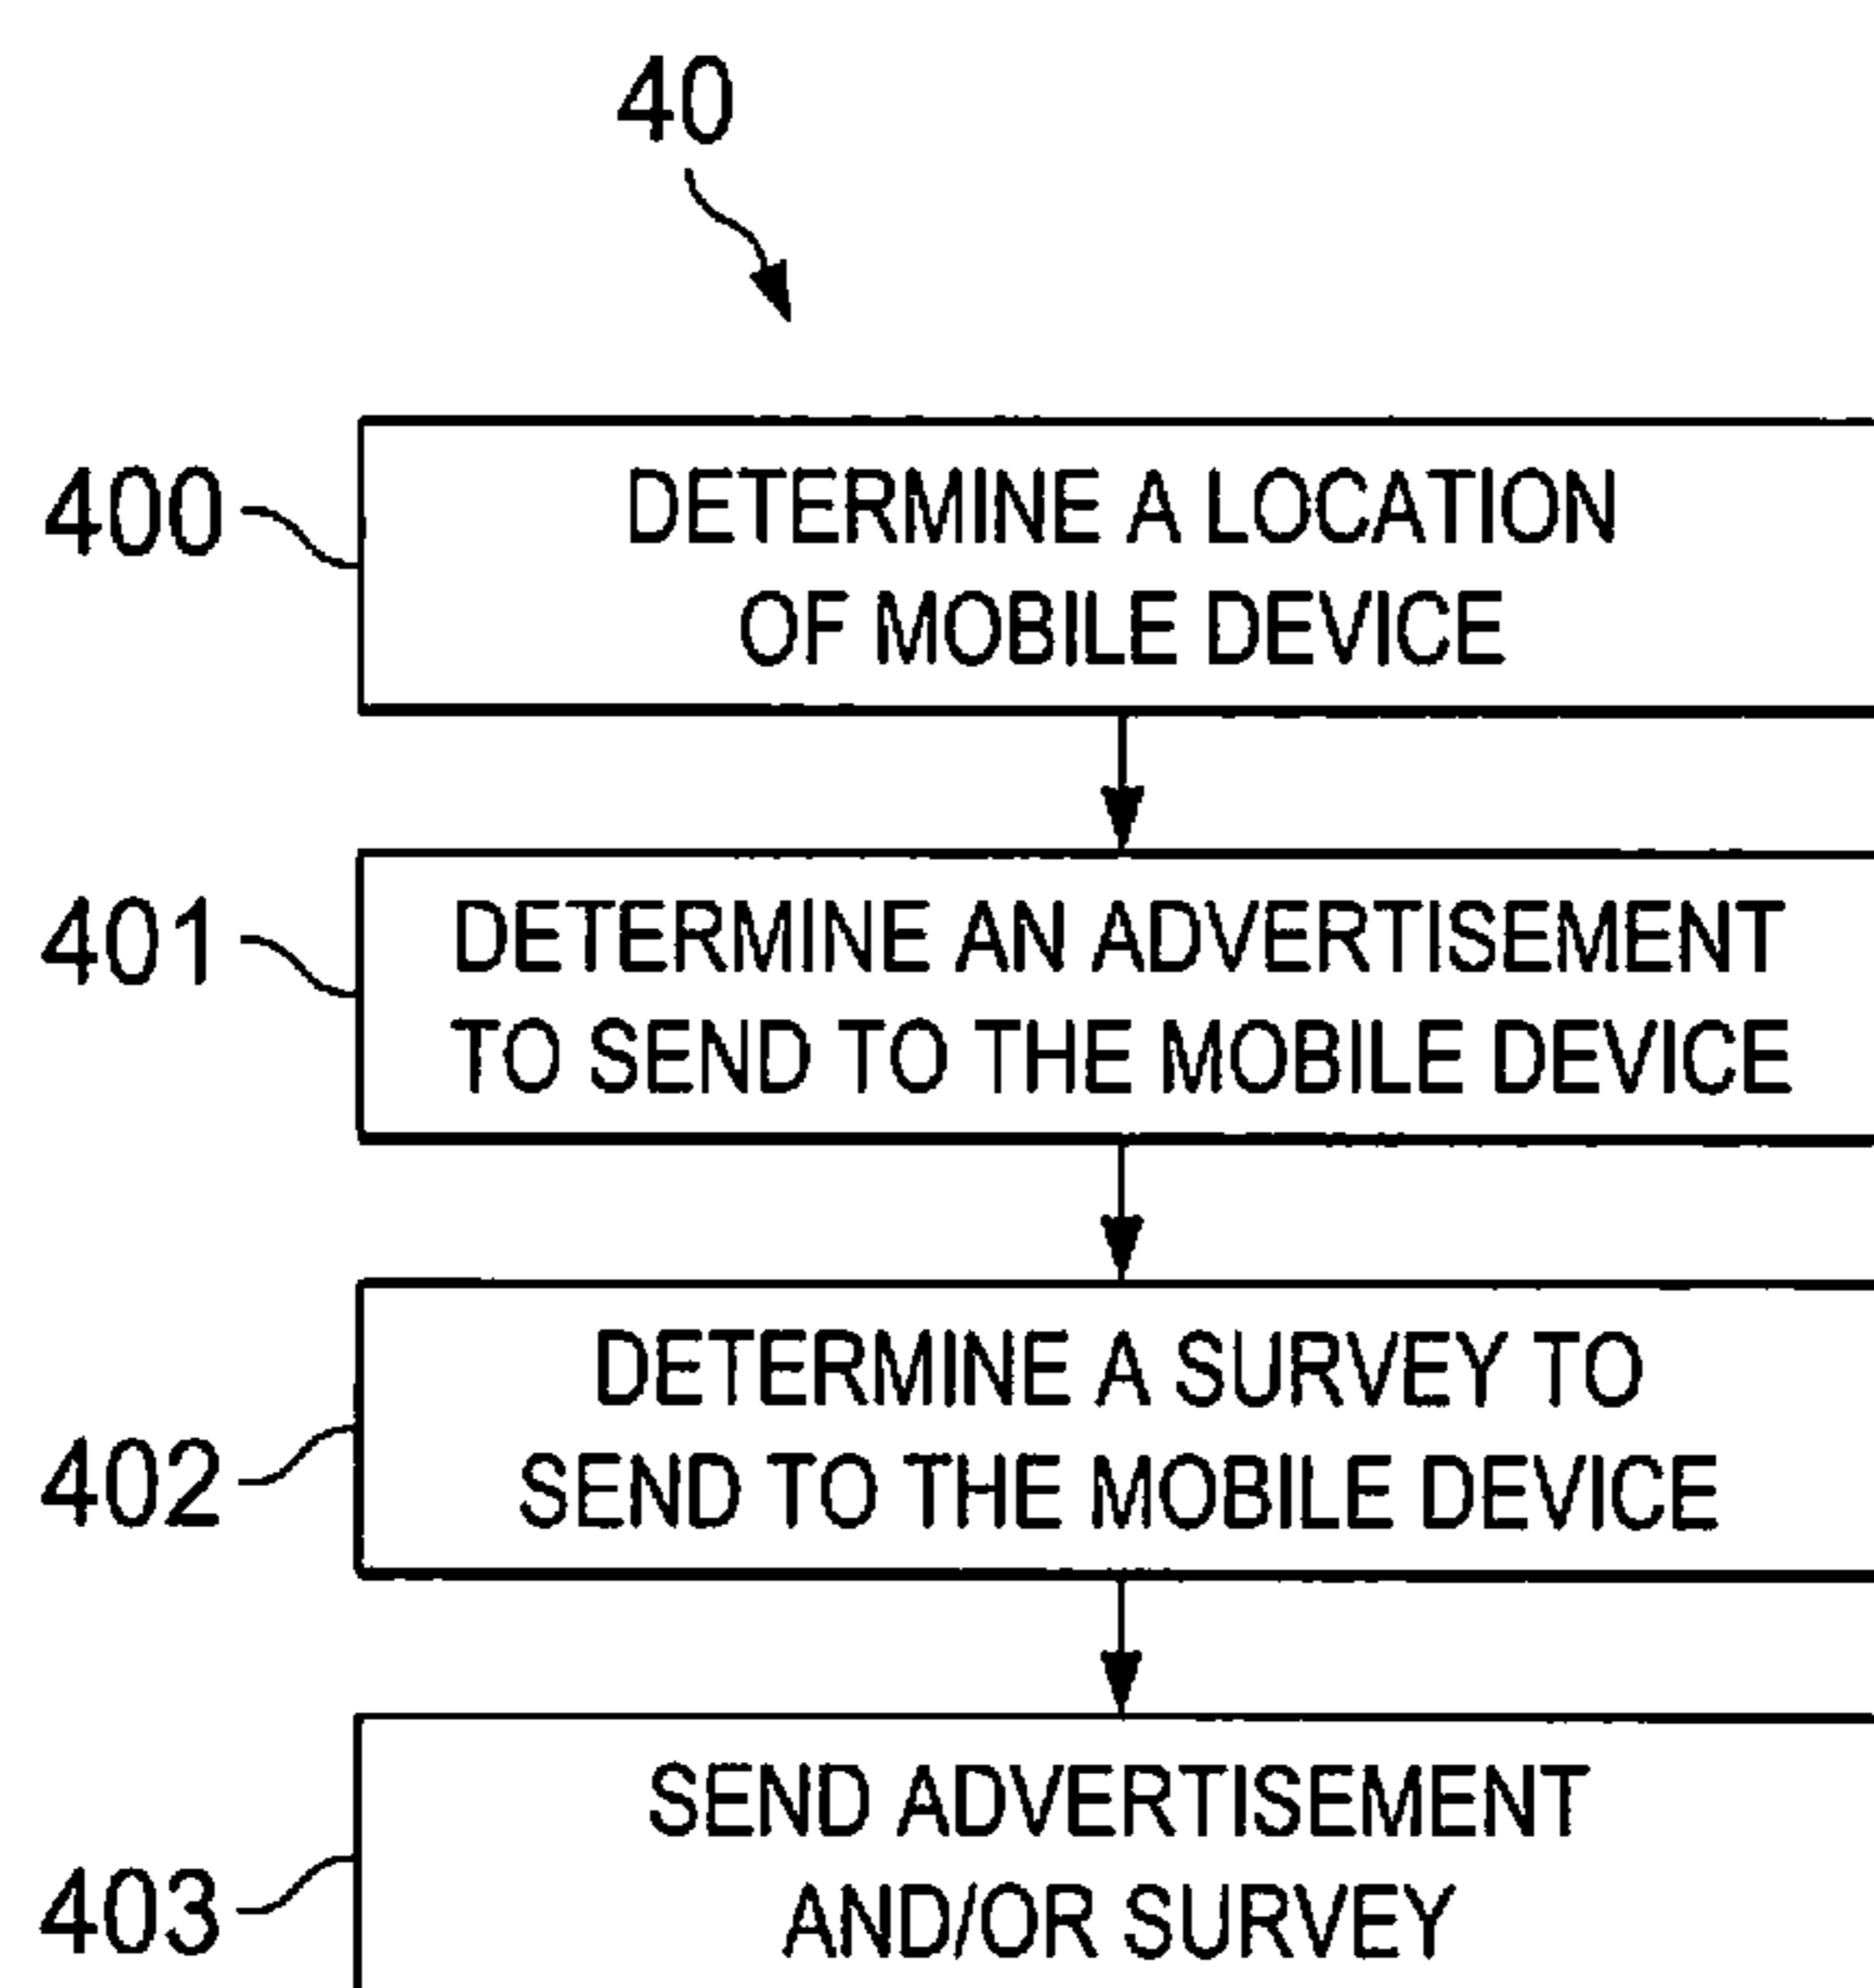 40
400
DETERMINE A LOCATION
OF MOBILE DEVICE
401
DETERMINE AN ADVERTISEMENT
TO SEND TO THE MOBILE DEVICE
402
DETERMINE A SURVEY TO
SEND TO THE MOBILE DEVICE
403
SEND ADVERTISEMENT
AND/OR SURVEY